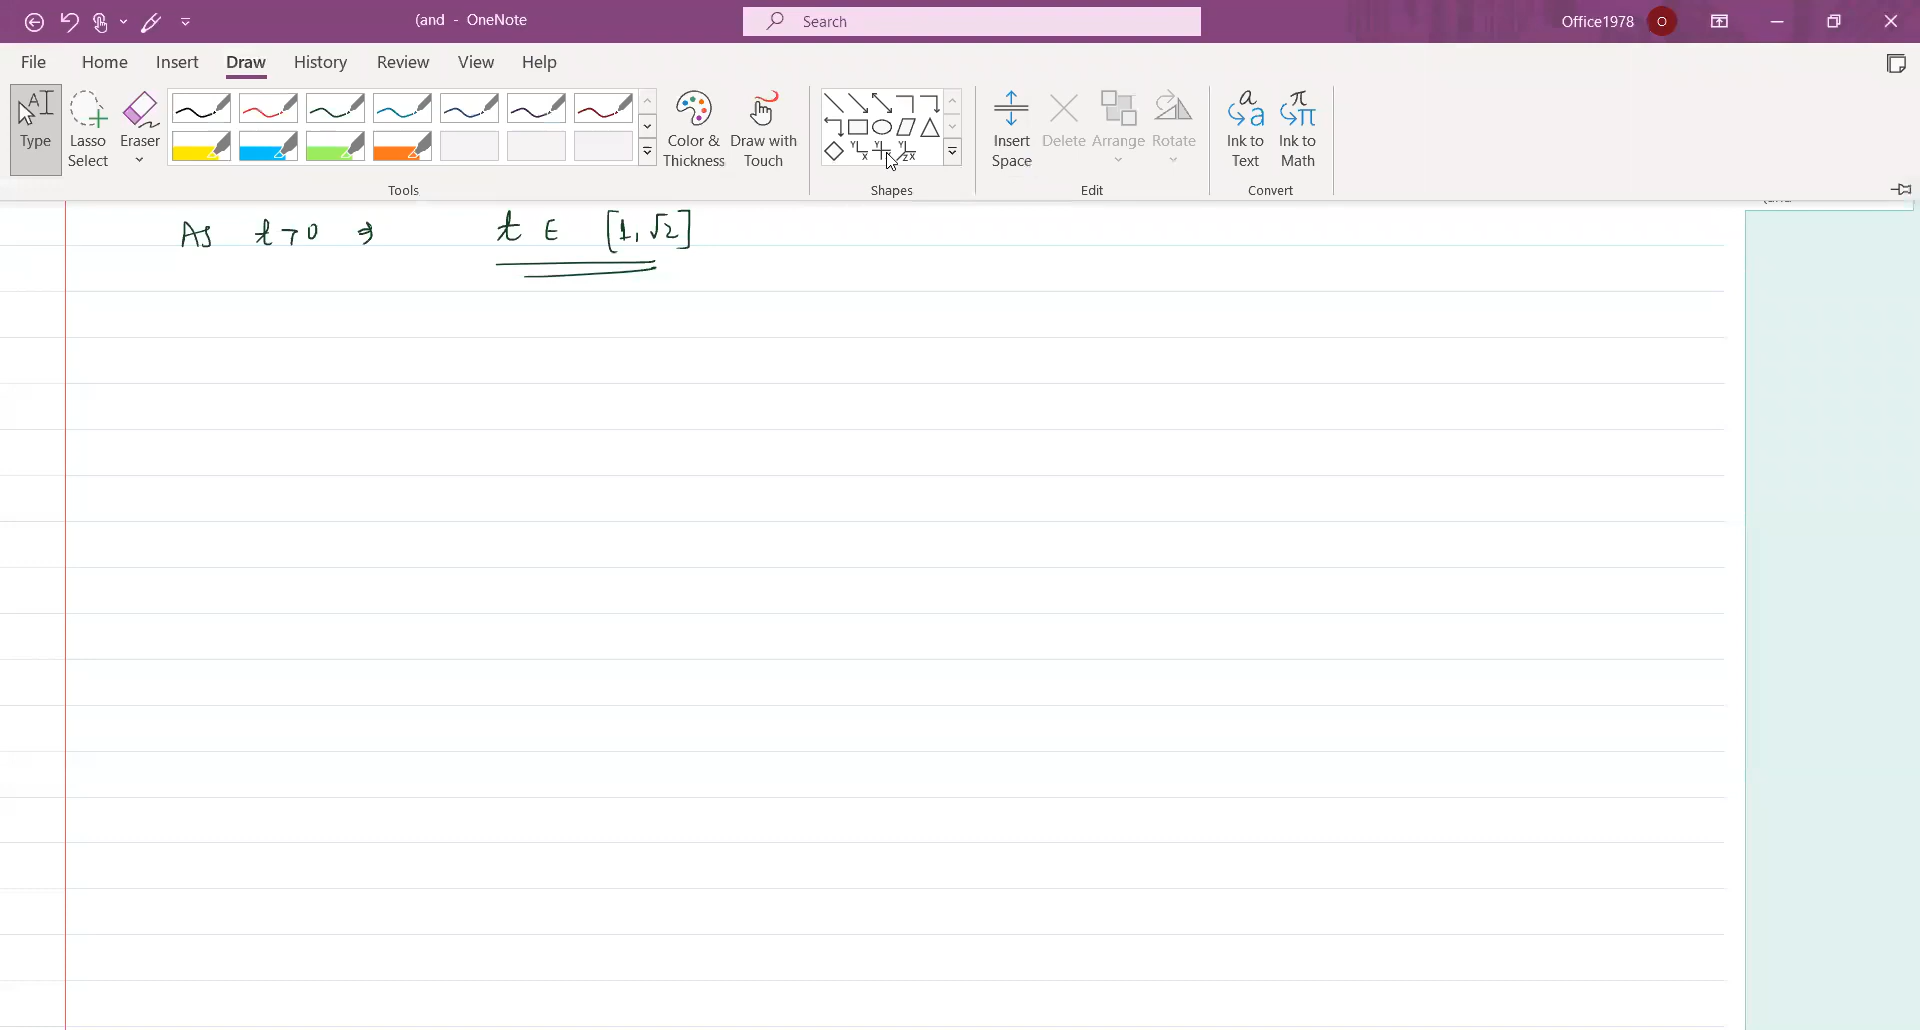 (and - OneNote
Search
Office1978
O
File Home Insert Draw History Review View Help
Type
Lasso Select
Eraser
Color & Thickness
Draw with Touch
Insert Space
Delete
Arrange
Rotate
Ink to Text
Ink to Math
Tools
Shapes
Edit
Convert
As t>0 ⇒ t ∈ [1, √2]